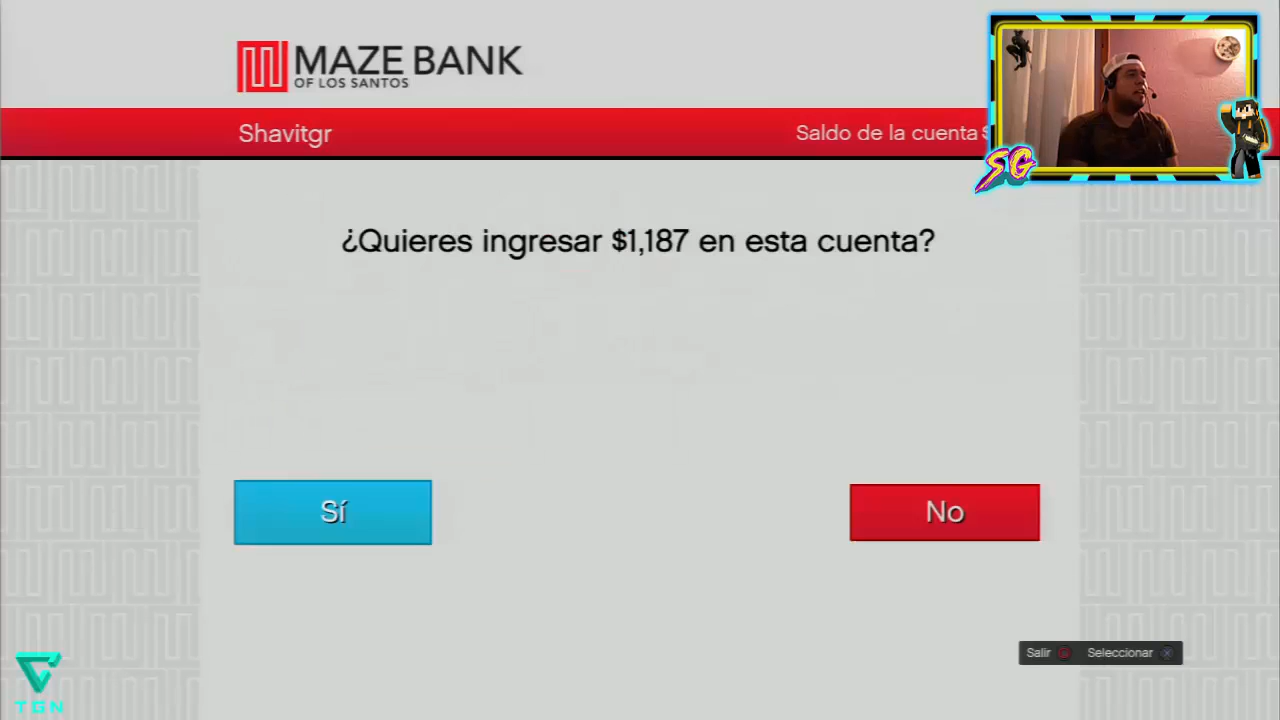 MAZE BANK
OF LOS SANTOS
Shavitgr
Saldo de la cuenta
SG
¿Quieres ingresar $1,187 en esta cuenta?
Sí
No
Salir
Seleccionar
TGN